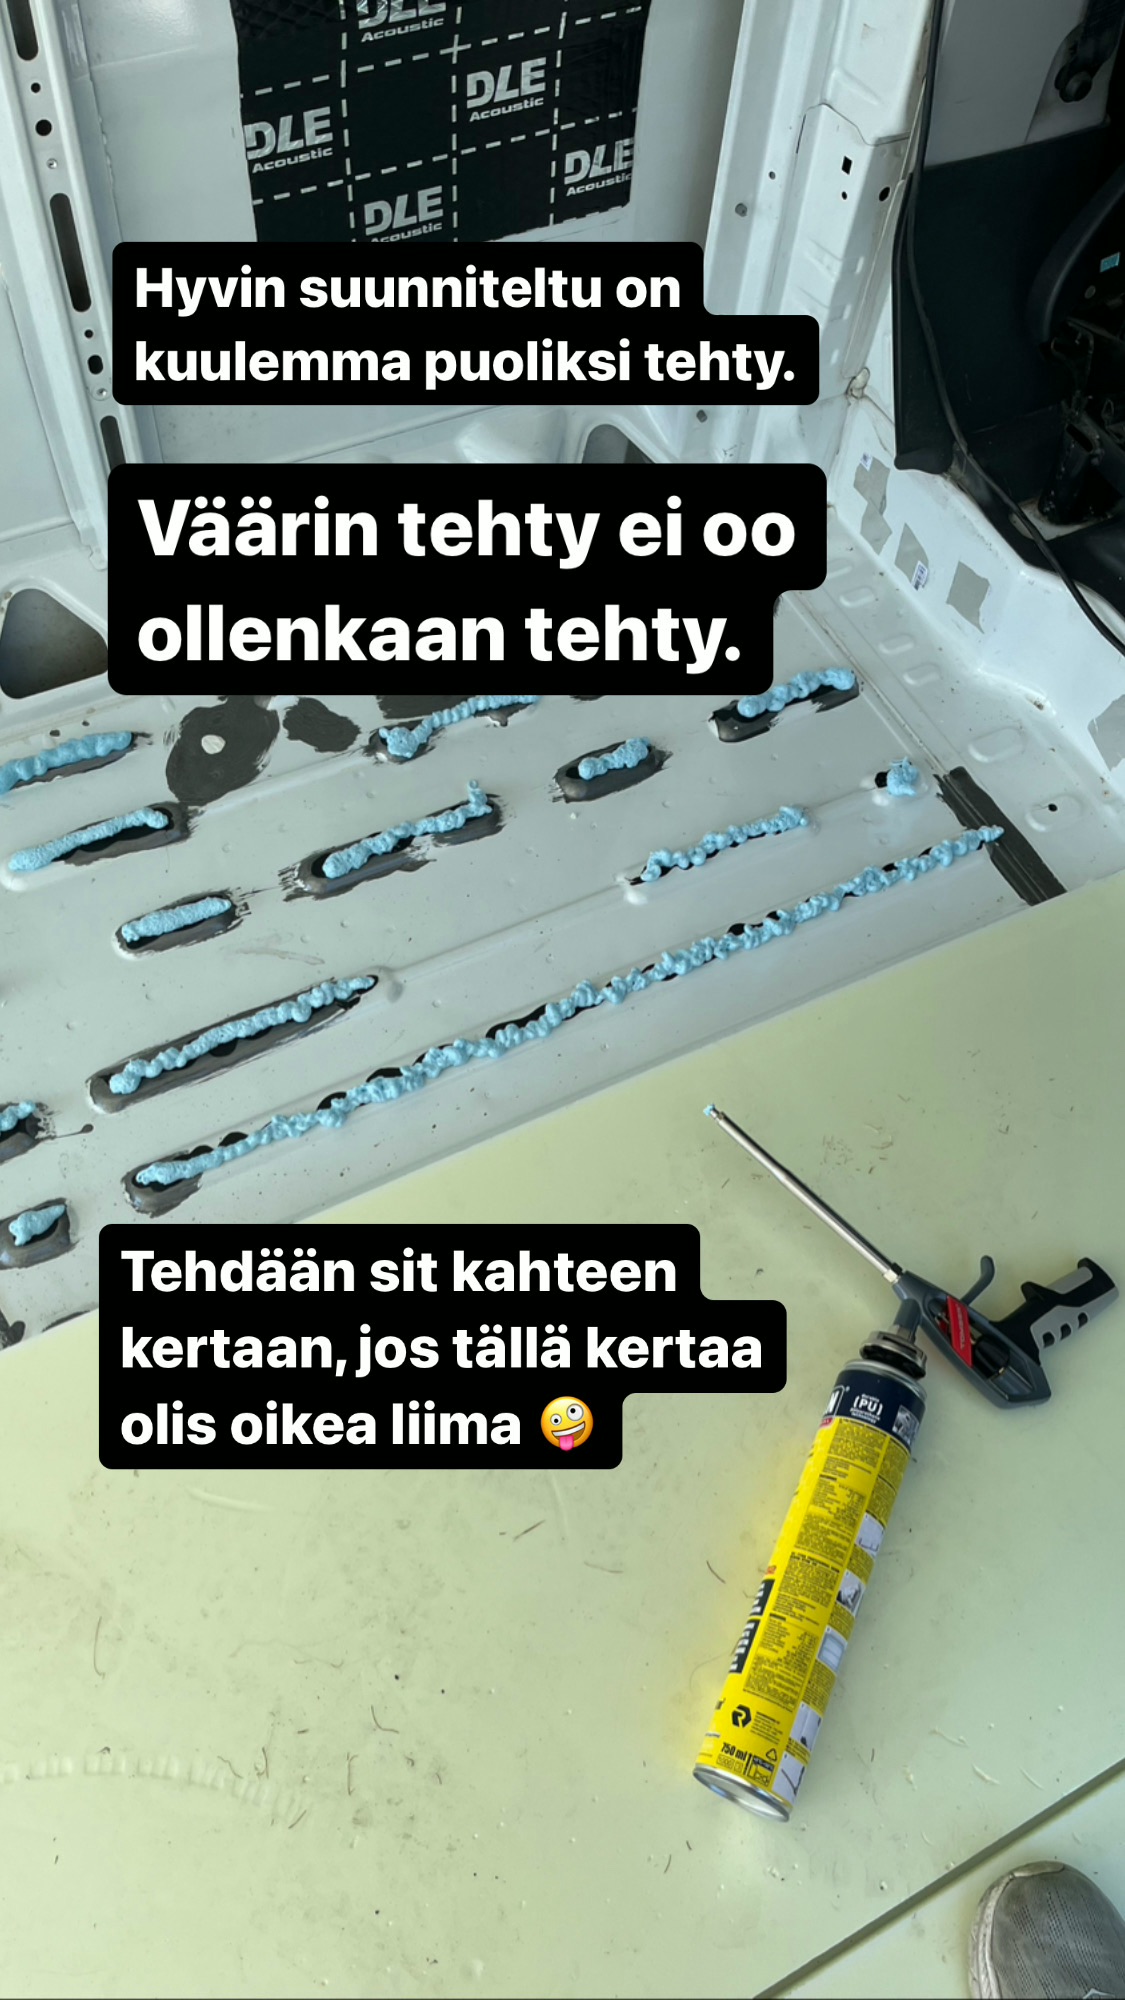 DLE
Acoustic
DLE
Acoustic
DLE
Acoustic
DLE
Acoustic
DLE
Acoustic
Hyvin suunniteltu on
kuulemma puoliksi tehty.
Väärin tehty ei oo
ollenkaan tehty.
Tehdään sit kahteen
kertaan, jos tällä kertaa
olis oikea liima 🤪
(PU)
750 ml